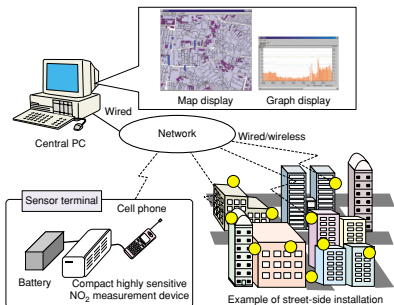 Map display
Graph display
Wired
Central PC
Network
Wired/wireless
Sensor terminal
Cell phone
Battery
Compact highly sensitive
NO₂ measurement device
Example of street-side installation